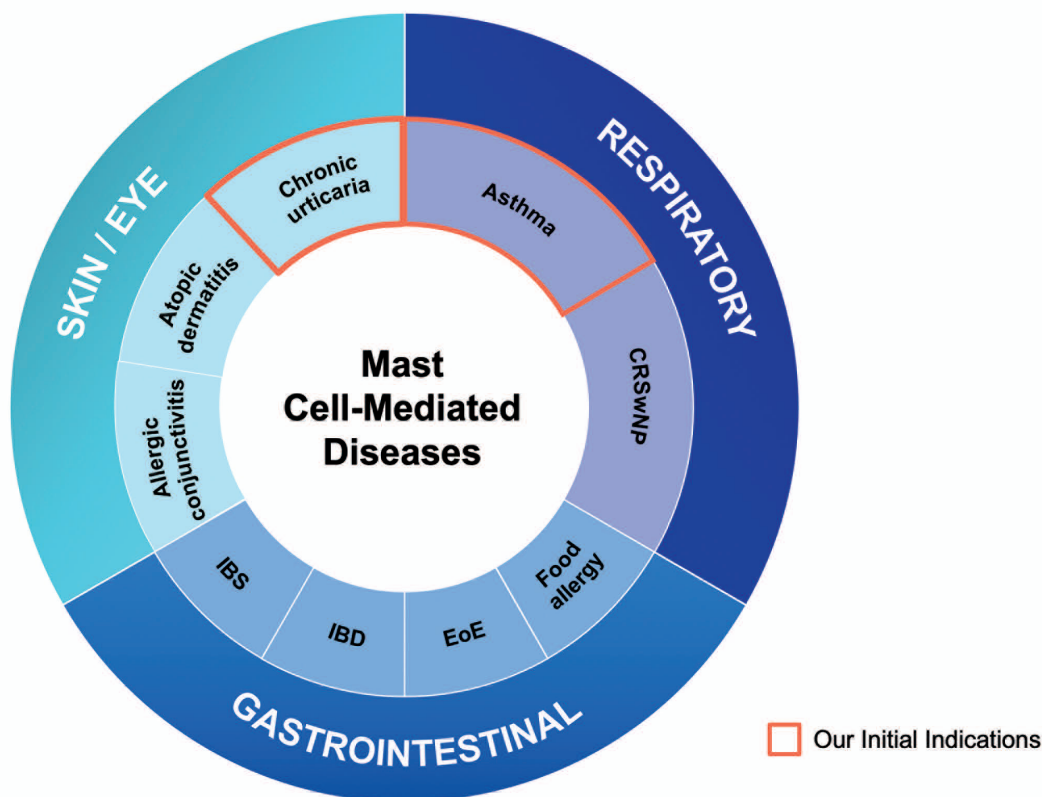 SKIN / EYE
RESPIRATORY
GASTROINTESTINAL
Chronic
urticaria
Asthma
Atopic
dermatitis
CRSwNP
Allergic
conjunctivitis
Mast
Cell-Mediated
Diseases
IBS
IBD
EoE
Food
allergy
Our Initial Indications